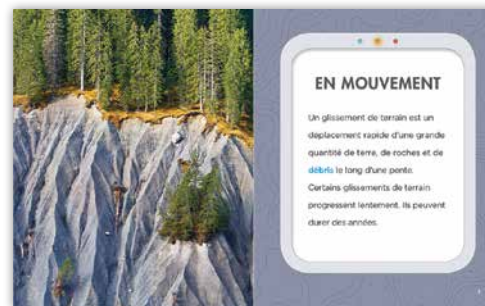 EN MOUVEMENT
Un glissement de terrain est un
déplacement rapide d'une grande
quantité de terre, de roches et de
débris le long d'une pente.
Certains glissements de terrain
progressent lentement. Ils peuvent
durer des années.